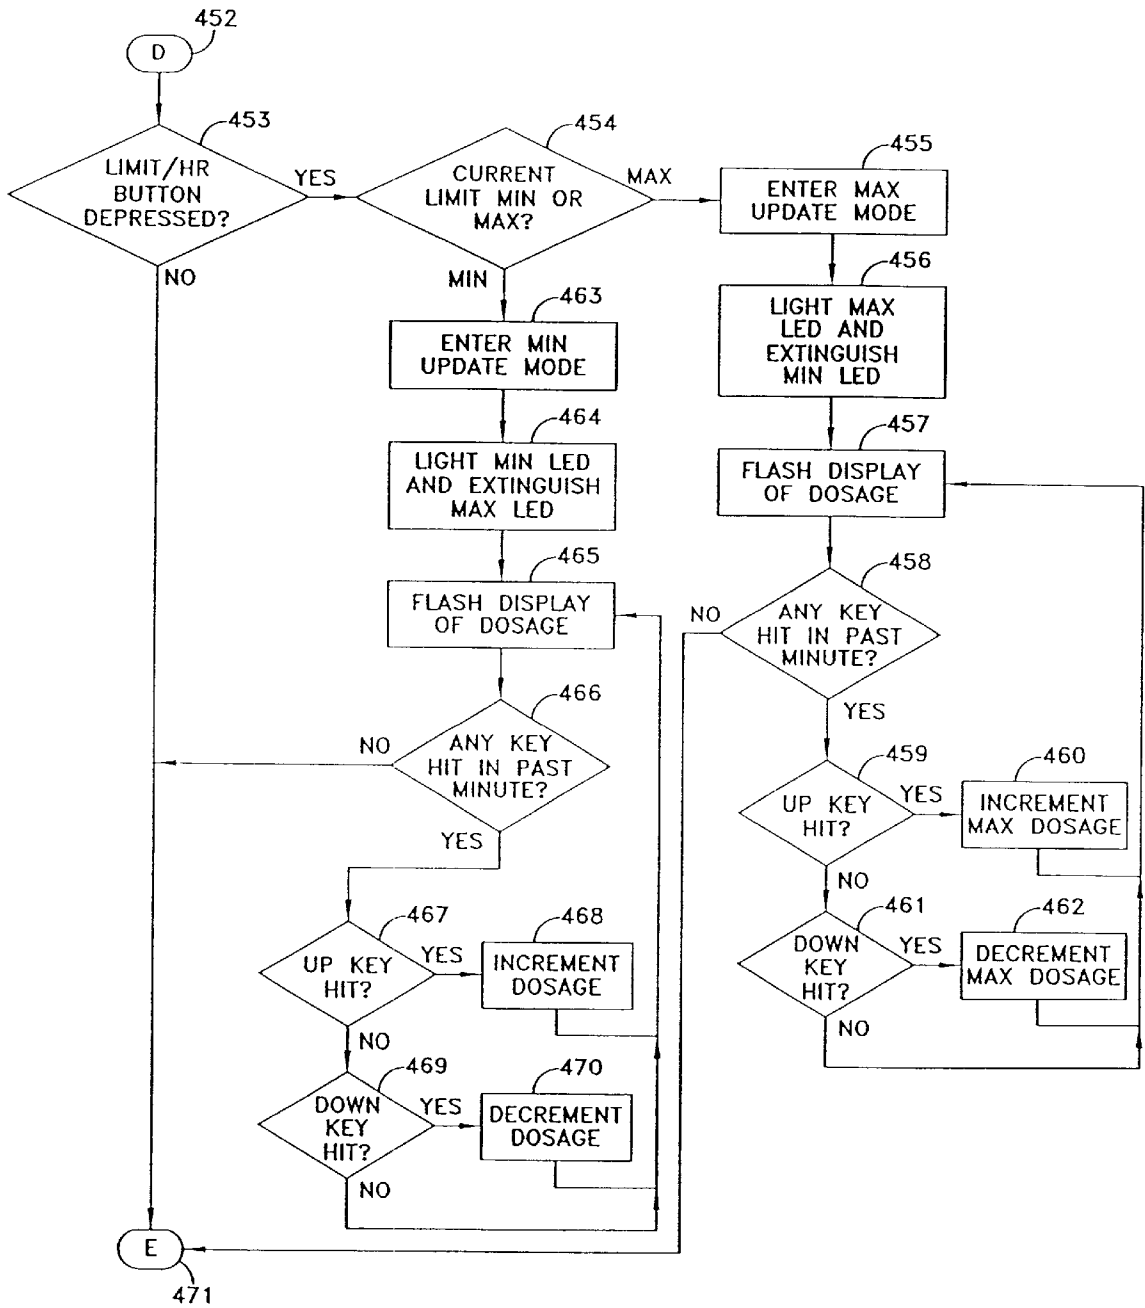 452
D
453
LIMIT/HR
BUTTON
DEPRESSED?
YES
NO
454
CURRENT
LIMIT MIN OR
MAX?
MAX
MIN
455
ENTER MAX
UPDATE MODE
456
LIGHT MAX
LED AND
EXTINGUISH
MIN LED
457
FLASH DISPLAY
OF DOSAGE
458
ANY KEY
HIT IN PAST
MINUTE?
NO
YES
459
UP KEY
HIT?
YES
NO
460
INCREMENT
MAX DOSAGE
461
DOWN
KEY
HIT?
YES
NO
462
DECREMENT
MAX DOSAGE
463
ENTER MIN
UPDATE MODE
464
LIGHT MIN LED
AND EXTINGUISH
MAX LED
465
FLASH DISPLAY
OF DOSAGE
466
ANY KEY
HIT IN PAST
MINUTE?
NO
YES
467
UP KEY
HIT?
YES
NO
468
INCREMENT
DOSAGE
469
DOWN
KEY
HIT?
YES
NO
470
DECREMENT
DOSAGE
E
471